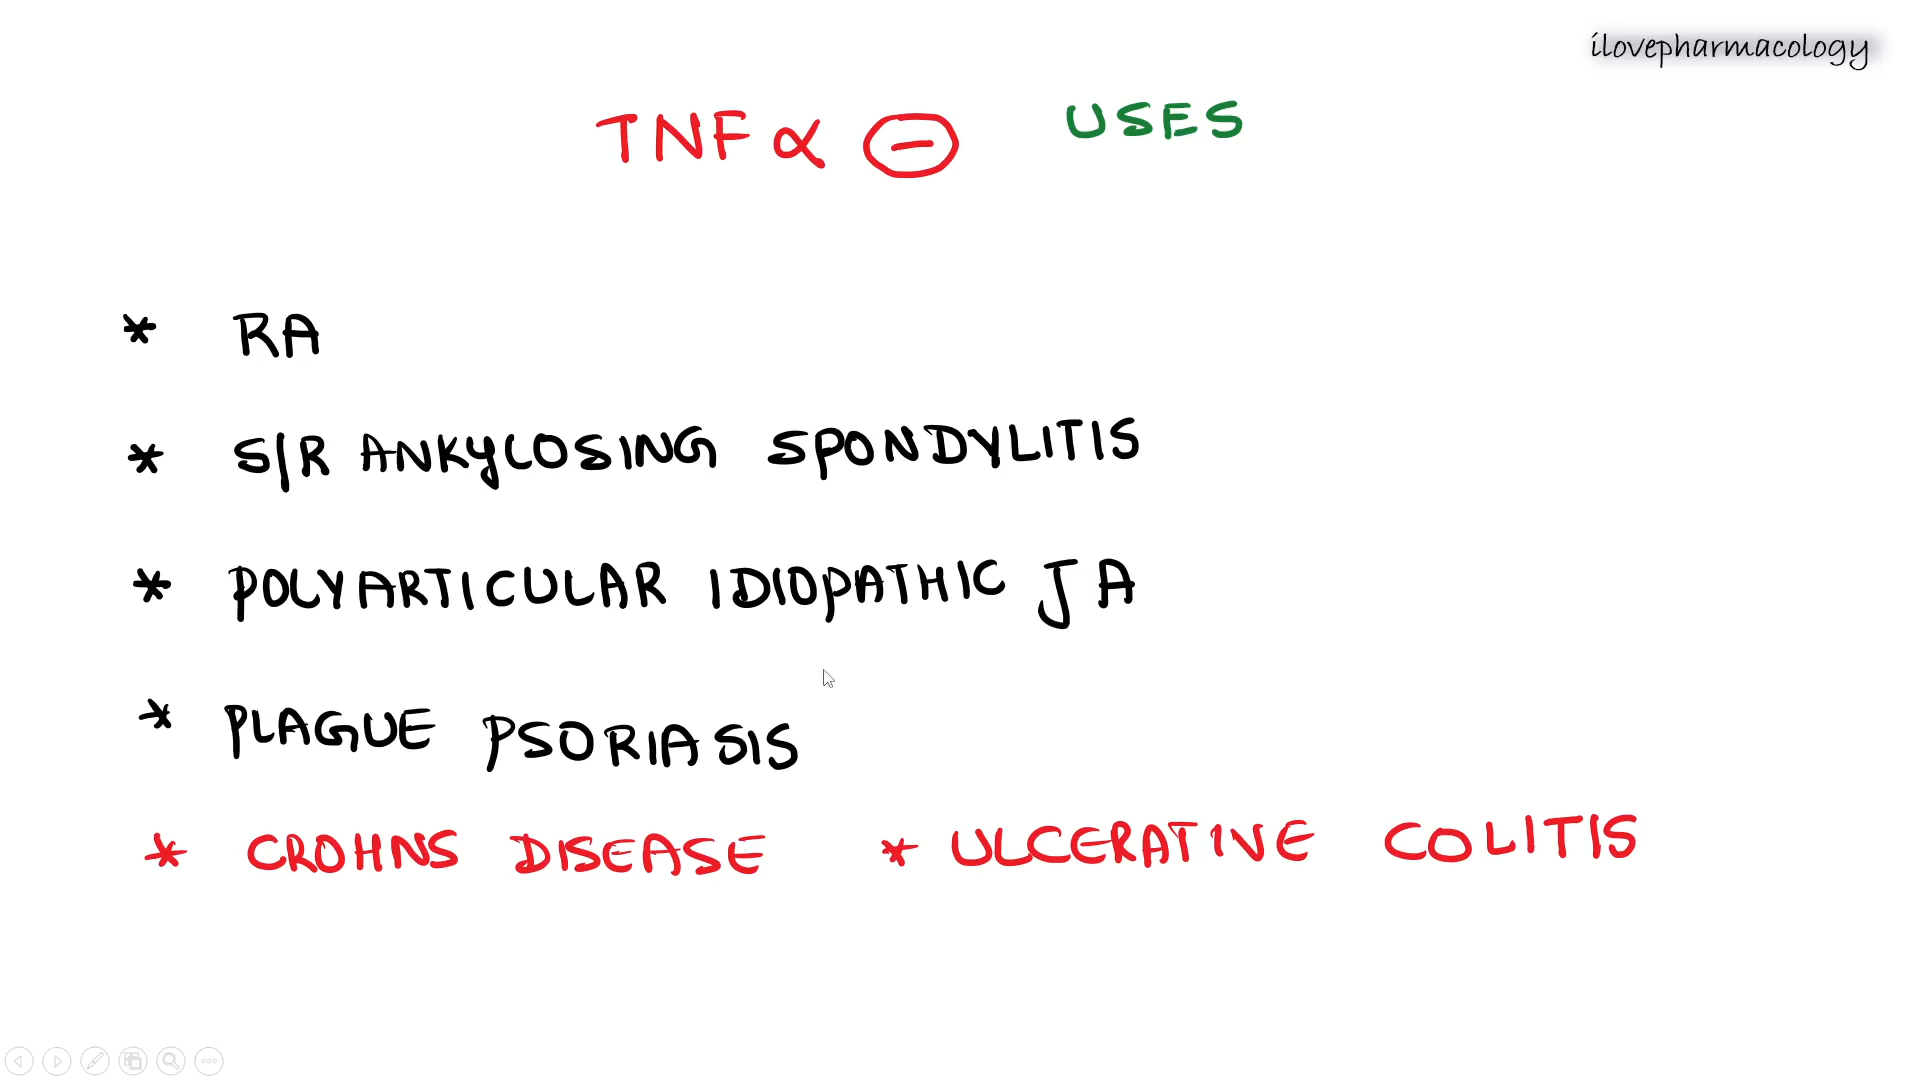 ilovepharmacology
TNF α ⊖ USES
* RA
* S/R ANKYLOSING SPONDYLITIS
* POLYARTICULAR IDIOPATHIC JA
* PLAGUE PSORIASIS
* CROHNS DISEASE * ULCERATIVE COLITIS